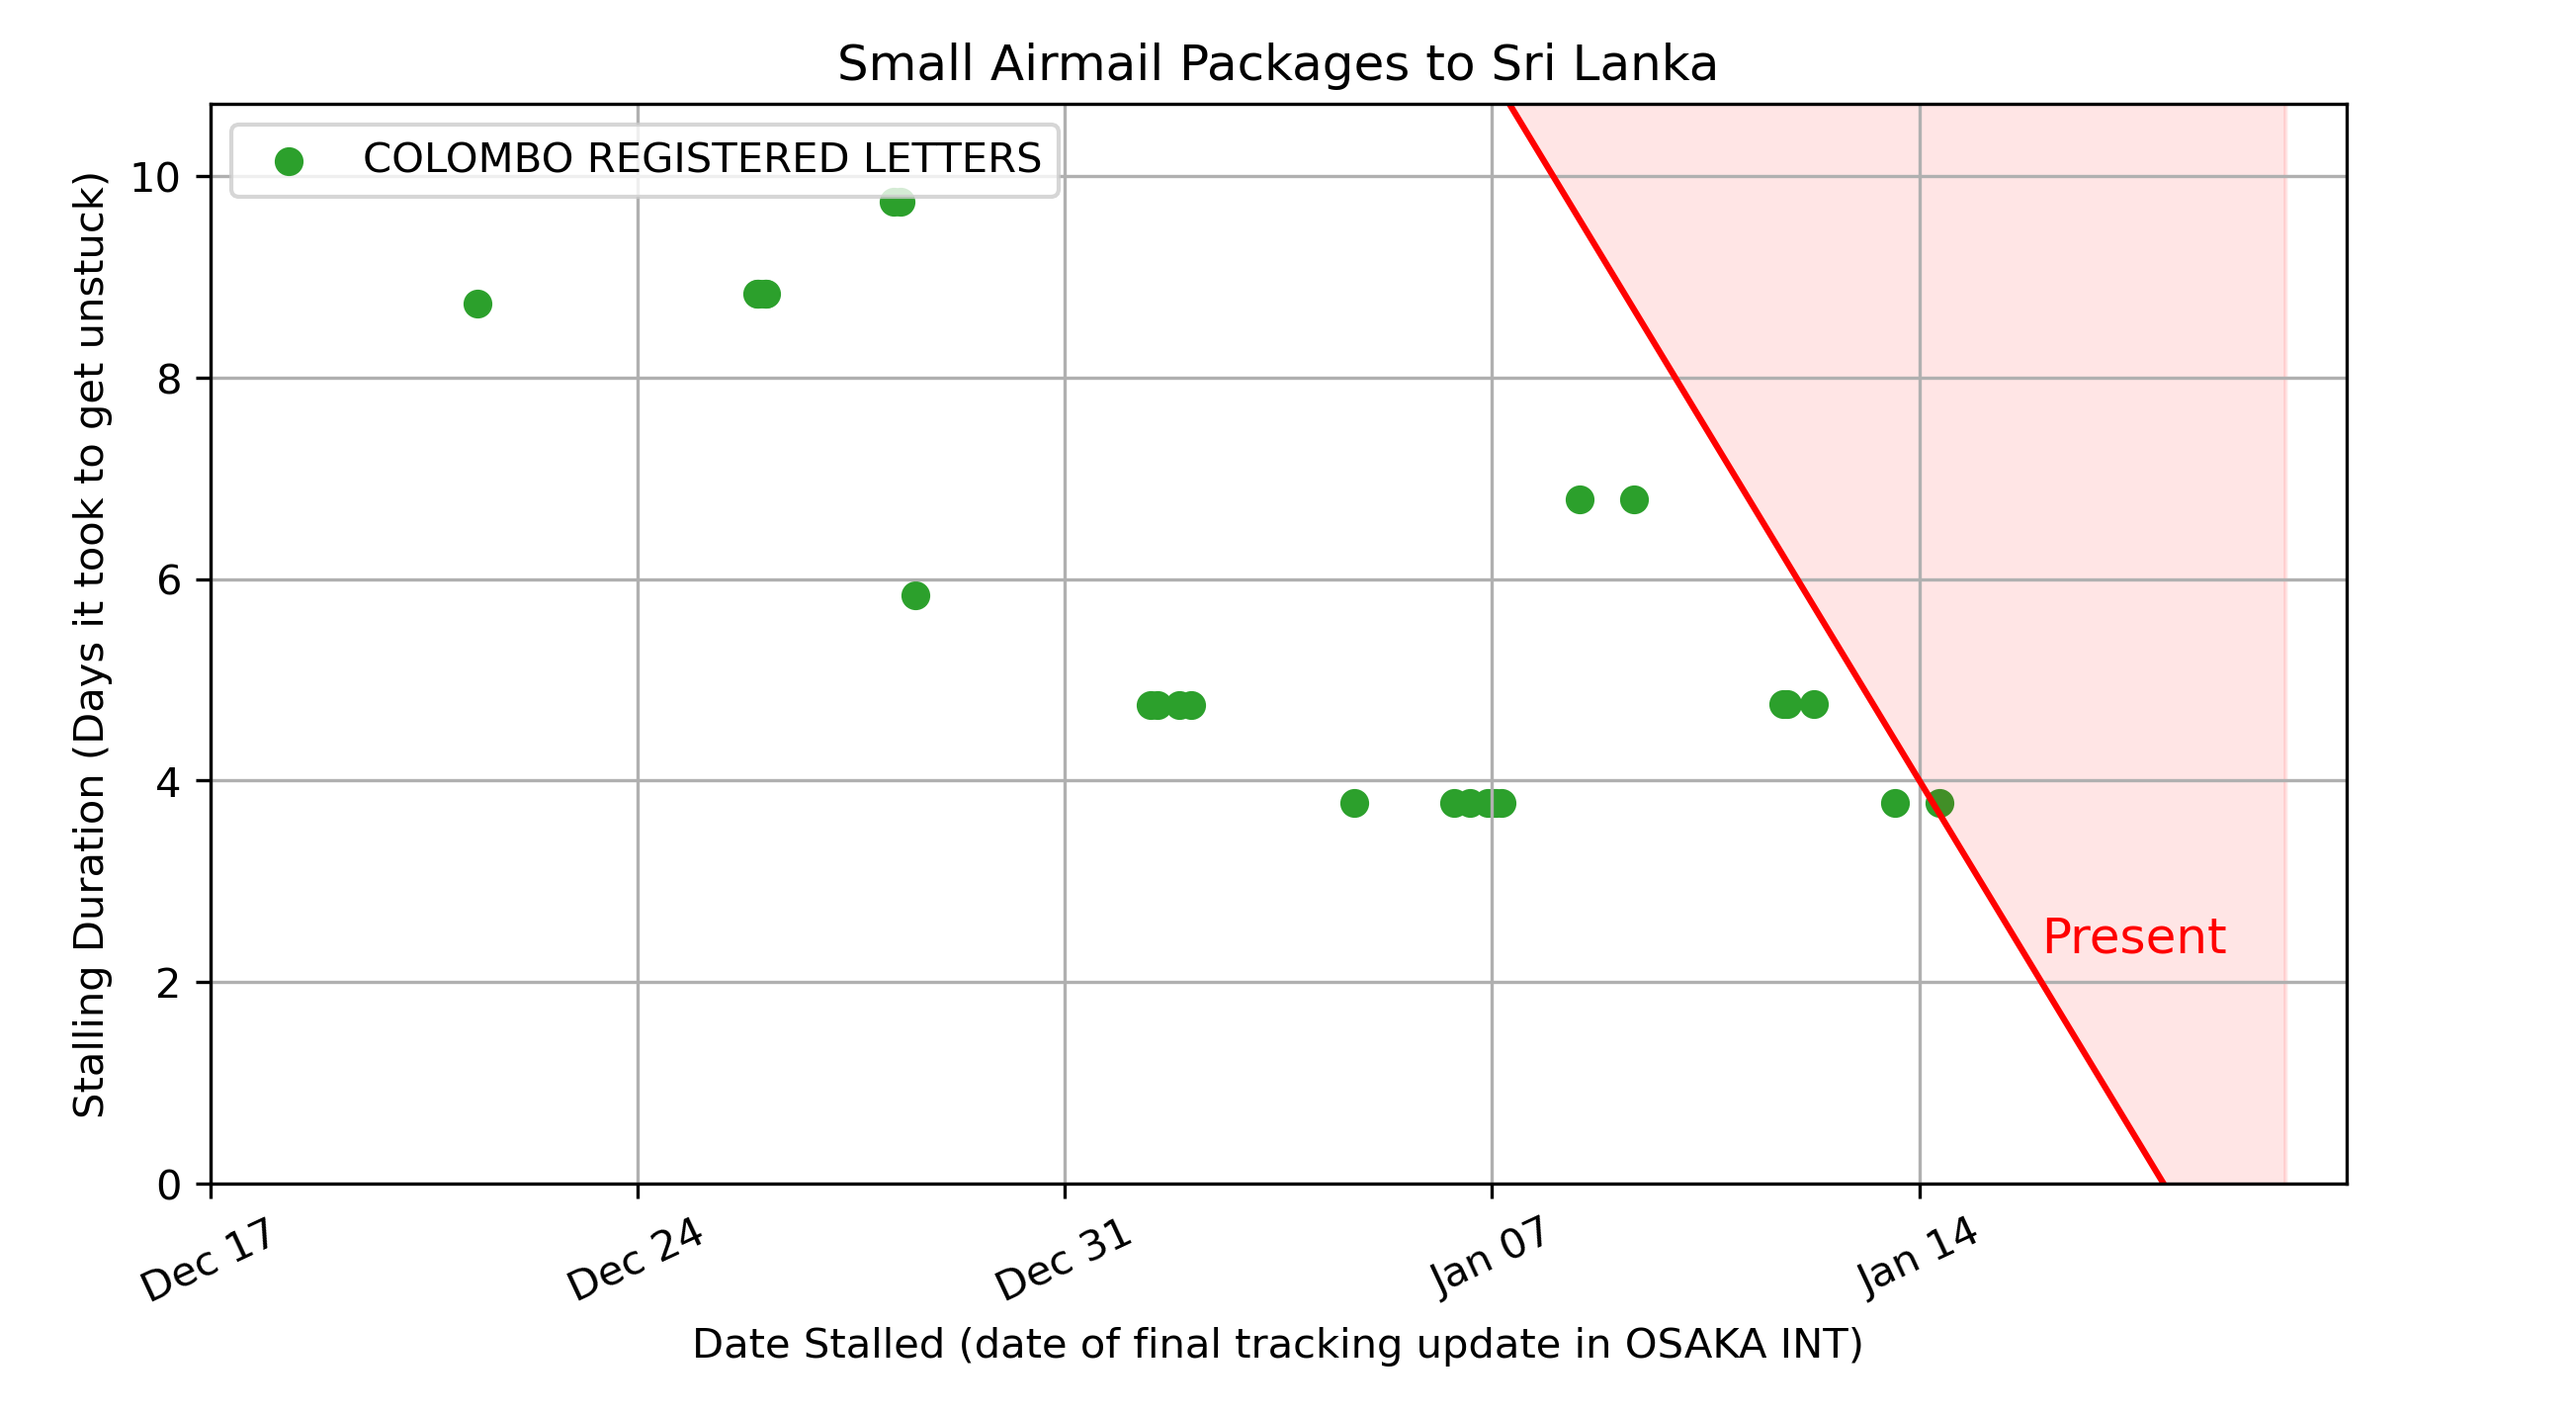 Small Airmail Packages to Sri Lanka
COLOMBO REGISTERED LETTERS
Stalling Duration (Days it took to get unstuck)
10
8
6
4
2
0
Present
Dec 17
Dec 24
Dec 31
Jan 07
Jan 14
Date Stalled (date of final tracking update in OSAKA INT)